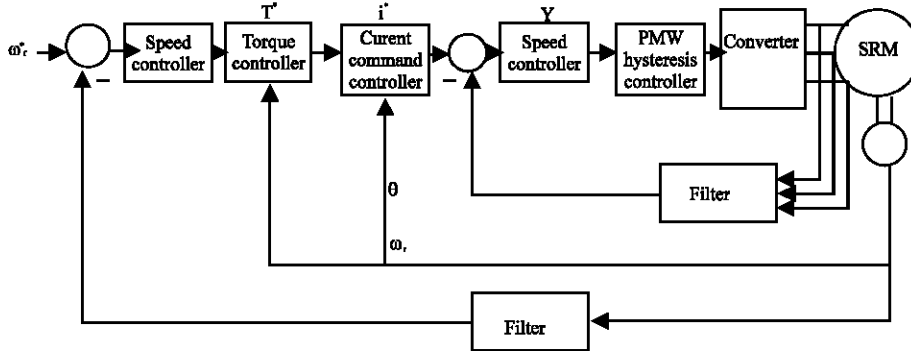 T*
i*
Y
ω*r
Speed
controller
Torque
controller
Curent
command
controller
Speed
controller
PMW
hysteresis
controller
Converter
SRM
−
−
Filter
θ
ωr
Filter